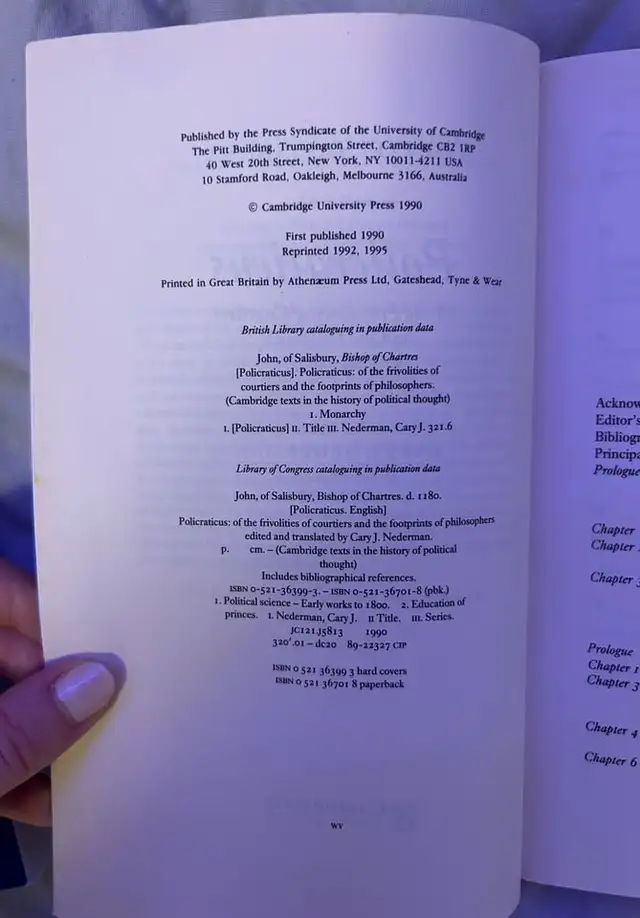 Published by the Press Syndicate of the University of Cambridge
The Pitt Building, Trumpington Street, Cambridge CB2 1RP
40 West 20th Street, New York, NY 10011-4211 USA
10 Stamford Road, Oakleigh, Melbourne 3166, Australia
© Cambridge University Press 1990
First published 1990
Reprinted 1992, 1995
Printed in Great Britain by Athenæum Press Ltd, Gateshead, Tyne & Wear
British Library cataloguing in publication data
John, of Salisbury, Bishop of Chartres
[Policraticus]. Policraticus: of the frivolities of
courtiers and the footprints of philosophers.
(Cambridge texts in the history of political thought)
1. Monarchy
I. [Policraticus] II. Title III. Nederman, Cary J. 321.6
Library of Congress cataloguing in publication data
John, of Salisbury, Bishop of Chartres. d. 1180.
[Policraticus. English]
Policraticus: of the frivolities of courtiers and the footprints of philosophers
edited and translated by Cary J. Nederman.
p. cm. – (Cambridge texts in the history of political
thought)
Includes bibliographical references.
ISBN 0-521-36399-3. – ISBN 0-521-36701-8 (pbk.)
1. Political science – Early works to 1800. 2. Education of
princes. I. Nederman, Cary J. II Title. III. Series.
JC121.J5813 1990
320'.01 – dc20 89-22327 CIP
ISBN 0 521 36399 3 hard covers
ISBN 0 521 36701 8 paperback
WV
Acknow
Editor's
Bibliogr
Principa
Prologue
Chapter
Chapter
Chapter
Prologue
Chapter 1
Chapter 3
Chapter 4
Chapter 6